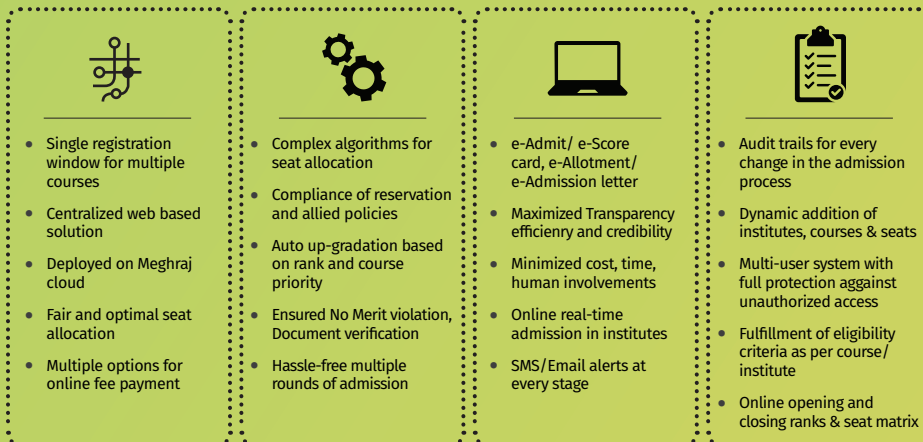 Single registration
window for multiple
courses
Centralized web based
solution
Deployed on Meghraj
cloud
Fair and optimal seat
allocation
Multiple options for
online fee payment
Complex algorithms for
seat allocation
Compliance of reservation
and allied policies
Auto up-gradation based
on rank and course
priority
Ensured No Merit violation,
Document verification
Hassle-free multiple
rounds of admission
e-Admit/ e-Score
card, e-Allotment/
e-Admission letter
Maximized Transparency
efficienry and credibility
Minimized cost, time,
human involvements
Online real-time
admission in institutes
SMS/Email alerts at
every stage
Audit trails for every
change in the admission
process
Dynamic addition of
institutes, courses & seats
Multi-user system with
full protection aggainst
unauthorized access
Fulfillment of eligibility
criteria as per course/
institute
Online opening and
closing ranks & seat matrix